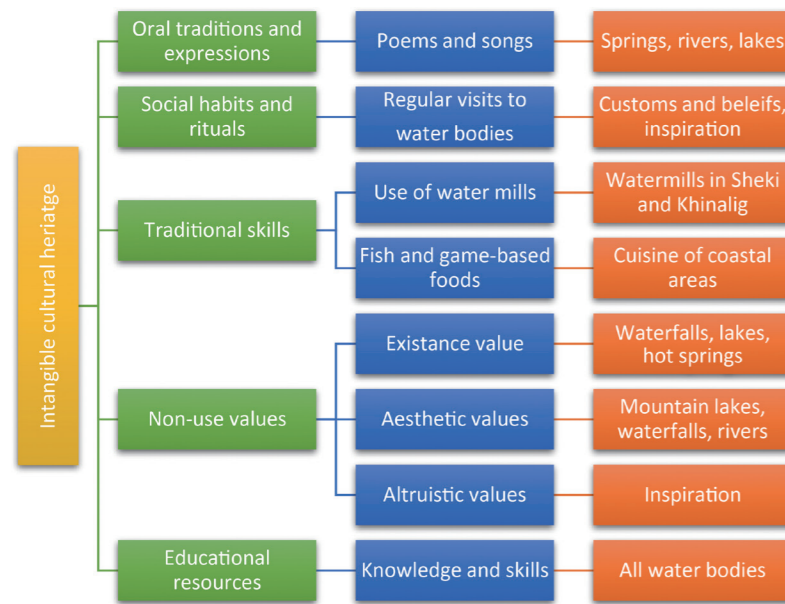 Intangible cultural heriatge
Oral traditions and
expressions
Poems and songs
Springs, rivers, lakes
Social habits and
rituals
Regular visits to
water bodies
Customs and beleifs,
inspiration
Traditional skills
Use of water mills
Watermills in Sheki
and Khinalig
Fish and game-based
foods
Cuisine of coastal
areas
Non-use values
Existance value
Waterfalls, lakes,
hot springs
Aesthetic values
Mountain lakes,
waterfalls, rivers
Altruistic values
Inspiration
Educational
resources
Knowledge and skills
All water bodies